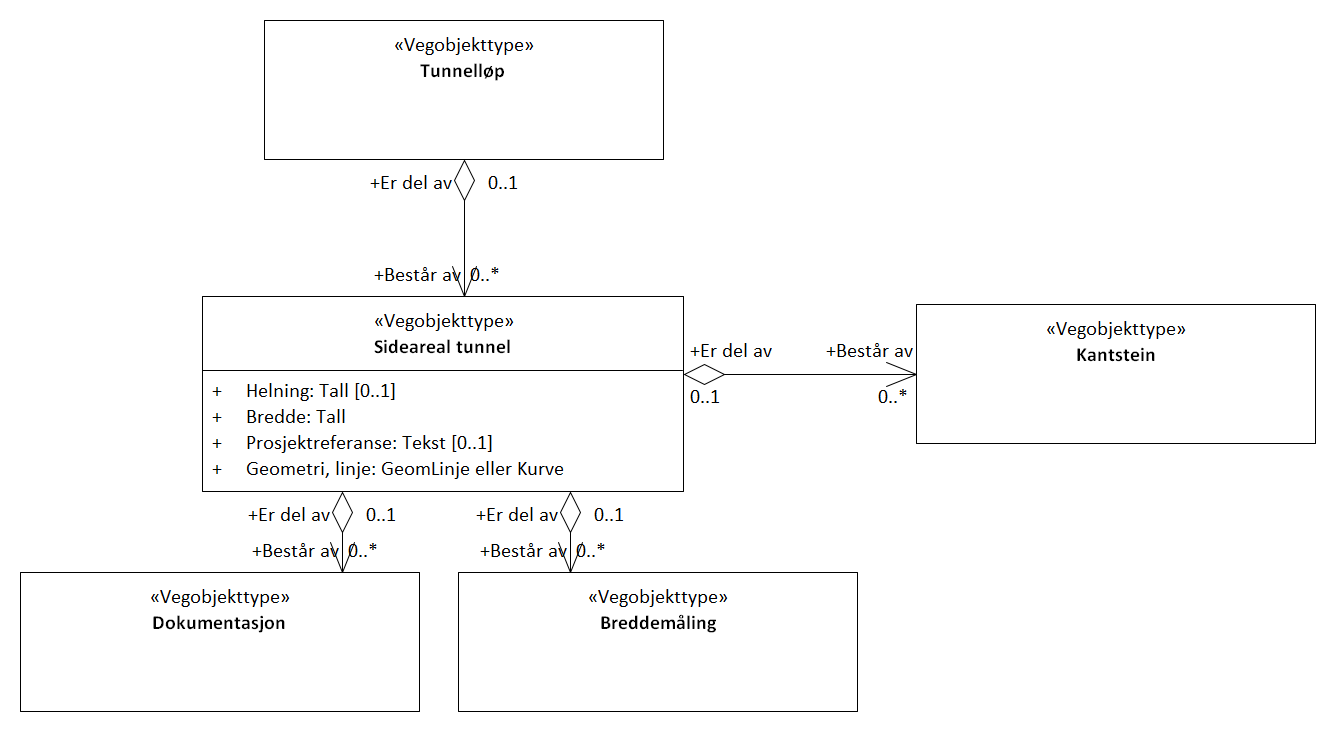 «Vegobjekttype»
Tunnelløp
+Er del av 0..1
+Består av 0..*
«Vegobjekttype»
Sideareal tunnel
+ Helning: Tall [0..1]
+ Bredde: Tall
+ Prosjektreferanse: Tekst [0..1]
+ Geometri, linje: GeomLinje eller Kurve
+Er del av +Består av
0..1 0..*
«Vegobjekttype»
Kantstein
+Er del av 0..1
+Består av 0..*
+Er del av 0..1
+Består av 0..*
«Vegobjekttype»
Dokumentasjon
«Vegobjekttype»
Breddemåling